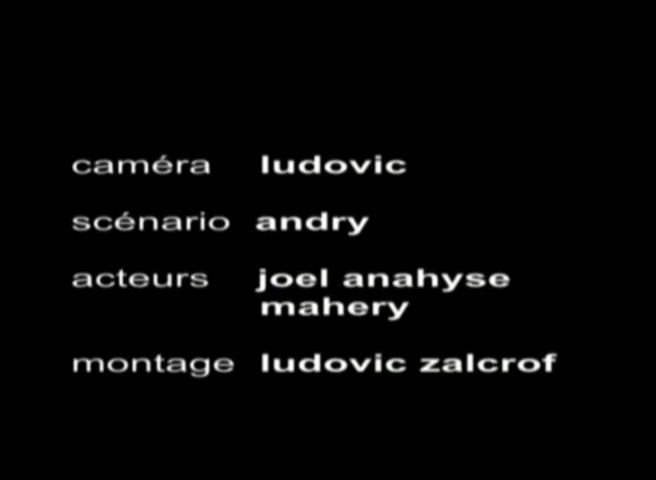 caméra ludovic
scénario andry
acteurs joel anahyse
mahery
montage ludovic zalcrof